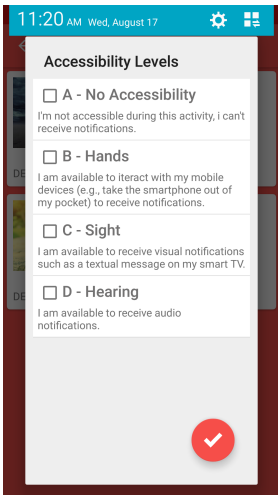 11:20 AM Wed, August 17
Accessibility Levels
A - No Accessibility
I'm not accessible during this activity, i can't
receive notifications.
B - Hands
I am available to iteract with my mobile
devices (e.g., take the smartphone out of
my pocket) to receive notifications.
C - Sight
I am available to receive visual notifications
such as a textual message on my smart TV.
D - Hearing
I am available to receive audio
notifications.
DE
DE